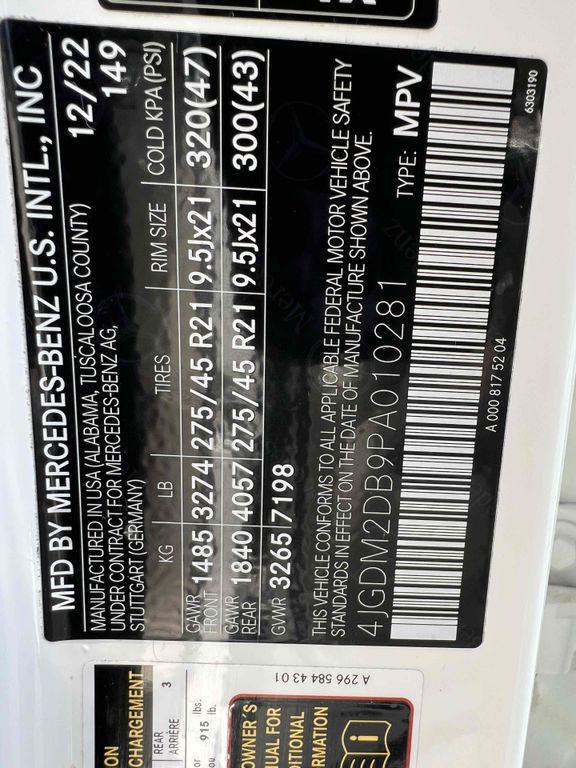 MFD BY MERCEDES-BENZ U.S. INTL., INC
MANUFACTURED IN USA (ALABAMA, TUSCALOOSA COUNTY) 12/22
UNDER CONTRACT FOR MERCEDES-BENZ AG, 149
STUTTGART (GERMANY)
KG LB TIRES RIM SIZE COLD KPA(PSI)
GAWR FRONT 1485 3274 275/45 R21 9.5Jx21 320(47)
GAWR REAR 1840 4057 275/45 R21 9.5Jx21 300(43)
GVWR 3265 7198
THIS VEHICLE CONFORMS TO ALL APPLICABLE FEDERAL MOTOR VEHICLE SAFETY
STANDARDS IN EFFECT ON THE DATE OF MANUFACTURE SHOWN ABOVE.
4JGDM2DB9PA010281 TYPE: MPV
A 000 817 52 04 6303190
CHARGEMENT
REAR 3
ARRIÈRE
lbs.
ou 915 lb.
OWNER'S
FOR
A 296 584 43 01